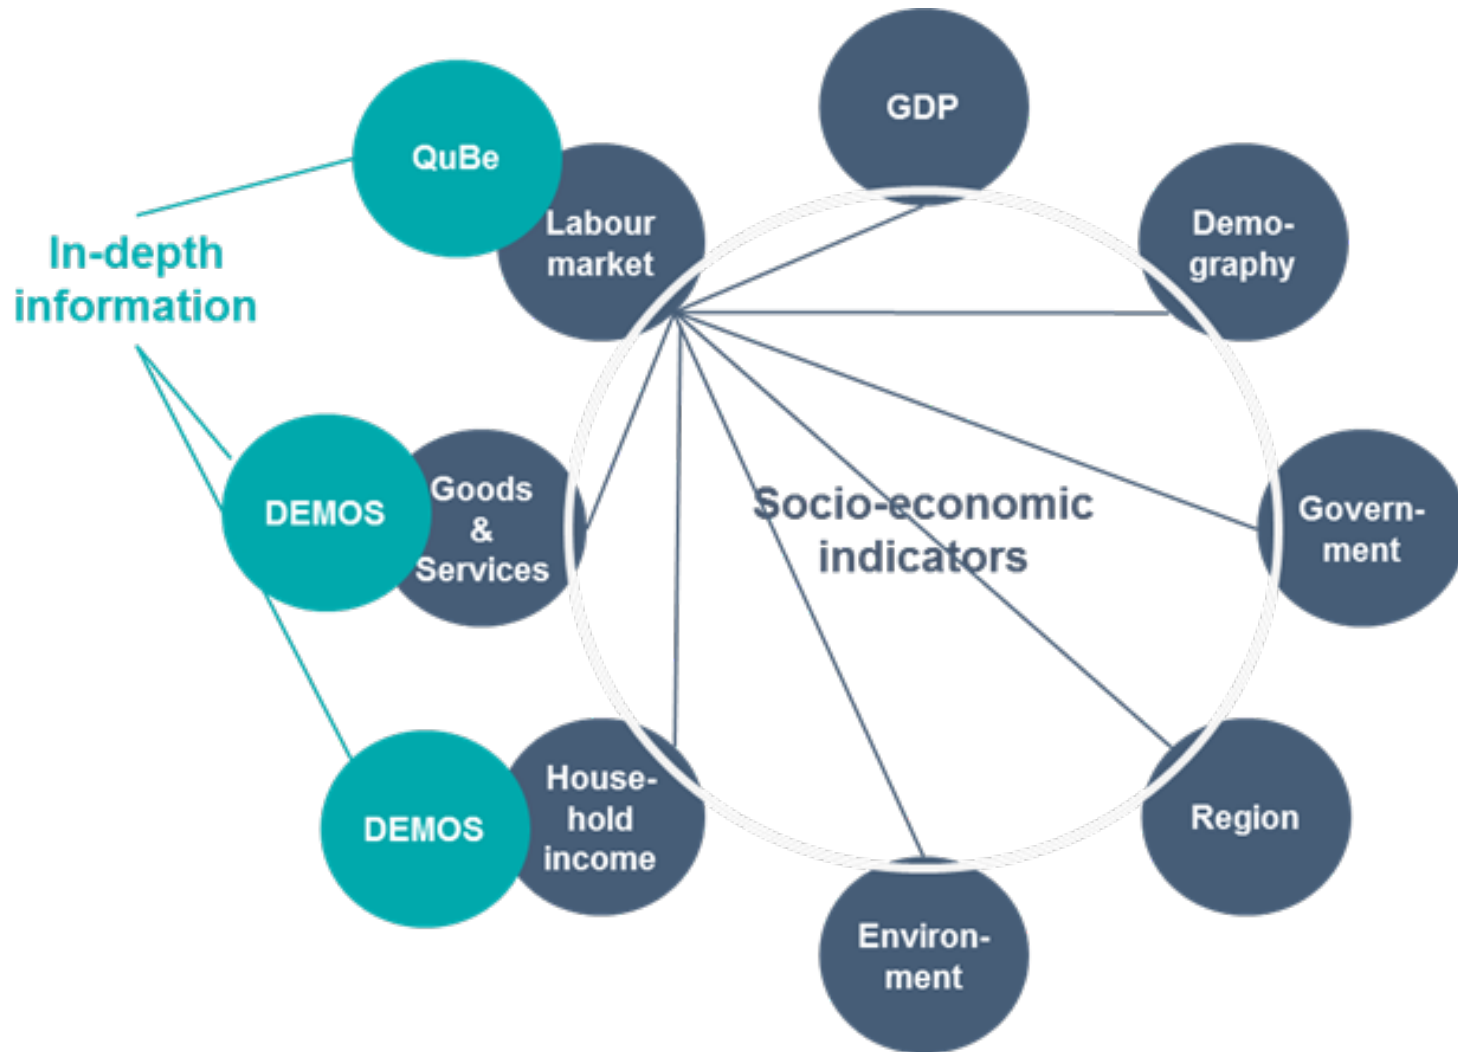 GDP
QuBe
Labour
market
Demo-
graphy
In-depth
information
DEMOS
Goods
&
Services
Socio-economic
indicators
Govern-
ment
DEMOS
House-
hold
income
Region
Environ-
ment